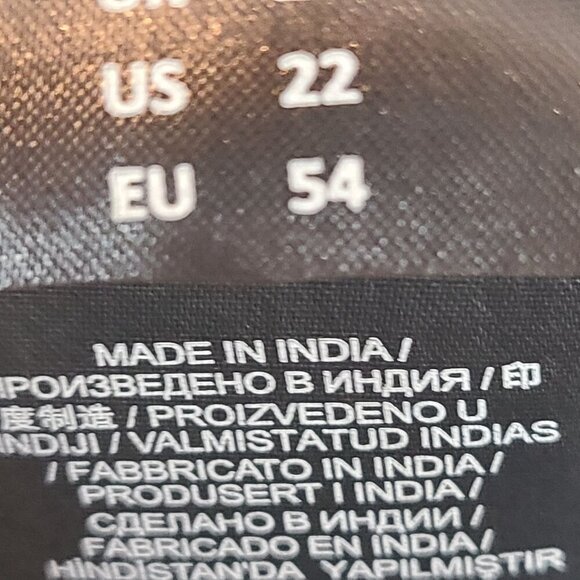 US 22
EU 54
MADE IN INDIA/
ПРОИЗВЕДЕНО В ИНДИЯ / 印
度制造 / PROIZVEDENO U
INDIJI / VALMISTATUD INDIAS
/ FABBRICATO IN INDIA/
PRODUSERT I INDIA/
СДЕЛАНО В ИНДИИ /
FABRICADO EN INDIA/
HİNDİSTAN'DA YAPILMIŞTIR